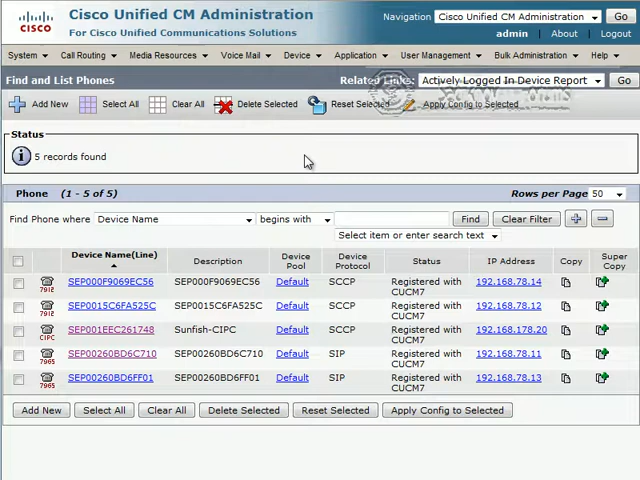 Cisco Unified CM Administration
Navigation Cisco Unified CM Administration Go
CISCO For Cisco Unified Communications Solutions
admin About Logout
System Call Routing Media Resources Voice Mail Device Application User Management Bulk Administration Help
Find and List Phones Related Links: Actively Logged In Device Report Go
Add New Select All Clear All Delete Selected Reset Selected Apply Config to Selected
Status
i 5 records found
Phone (1 - 5 of 5) Rows per Page 50
Find Phone where Device Name begins with Find Clear Filter
Select item or enter search text
Device Name(Line) Description Device Pool Device Protocol Status IP Address Copy Super Copy
7912 SEP000F9069EC56 SEP000F9069EC56 Default SCCP Registered with CUCM7 192.168.78.14
7912 SEP0015C6FA525C SEP0015C6FA525C Default SCCP Registered with CUCM7 192.168.78.12
CIPC SEP001EEC261748 Sunfish-CIPC Default SCCP Registered with CUCM7 192.168.178.20
7965 SEP00260BD6C710 SEP00260BD6C710 Default SIP Registered with CUCM7 192.168.78.11
7965 SEP00260BD6FF01 SEP00260BD6FF01 Default SIP Registered with CUCM7 192.168.78.13
Add New Select All Clear All Delete Selected Reset Selected Apply Config to Selected